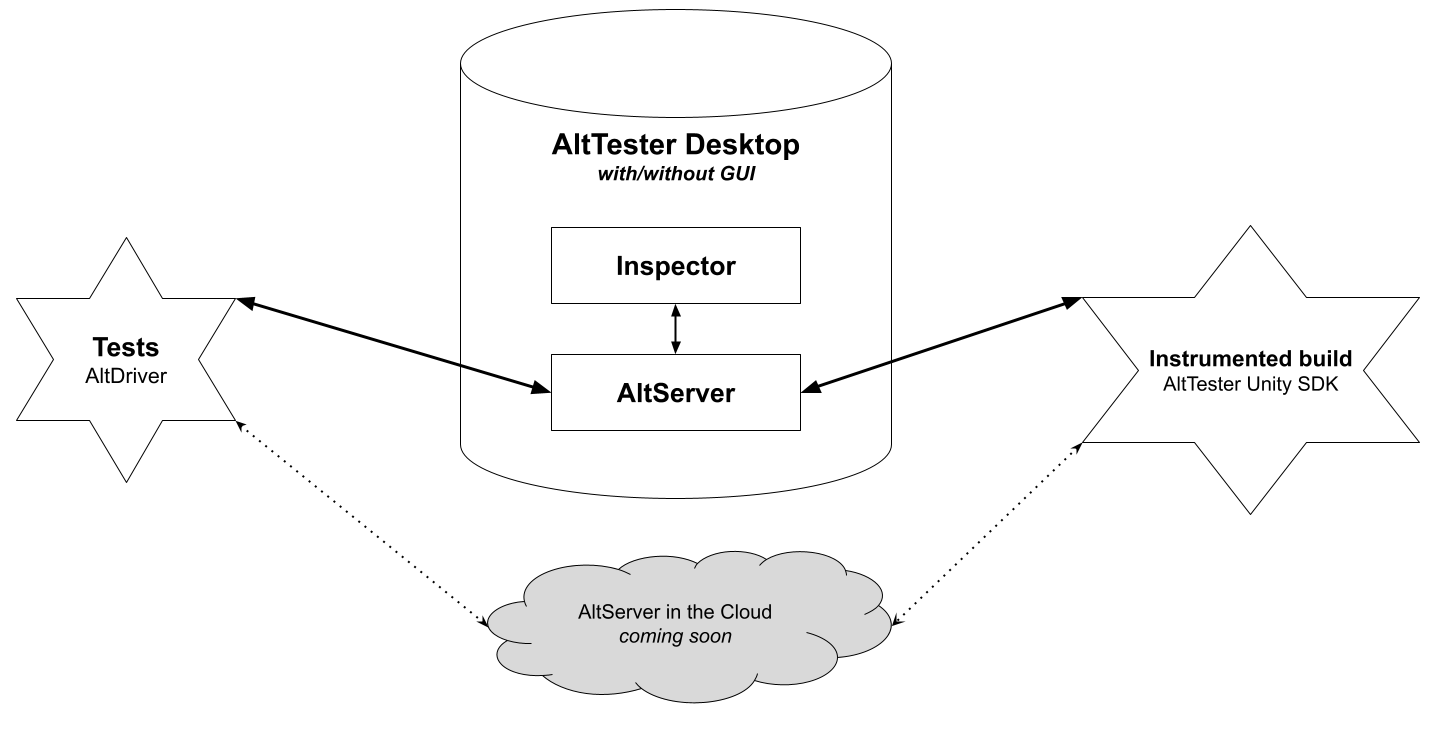 AltTester Desktop
with/without GUI
Inspector
AltServer
Tests
AltDriver
Instrumented build
AltTester Unity SDK
AltServer in the Cloud
coming soon